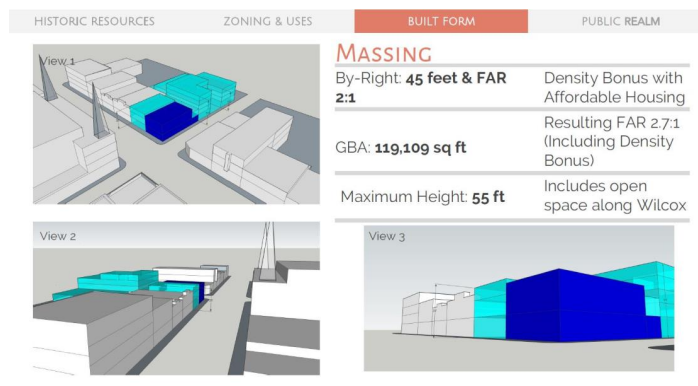 HISTORIC RESOURCES
ZONING & USES
BUILT FORM
PUBLIC REALM
View 1
MASSING
By-Right: 45 feet & FAR
2:1
Density Bonus with
Affordable Housing
GBA: 119,109 sq ft
Resulting FAR 2.7:1
(Including Density
Bonus)
Maximum Height: 55 ft
Includes open
space along Wilcox
View 2
View 3